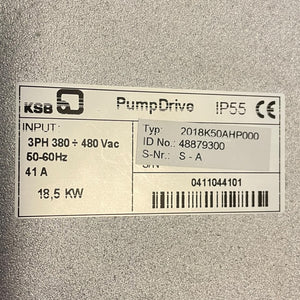 KSB PumpDrive IP55 CE
INPUT:
3PH 380 ÷ 480 Vac
50-60Hz
41 A
18,5 KW
Typ: 2018K50AHP000
ID No.: 48879300
S-Nr.: S - A
0411044101